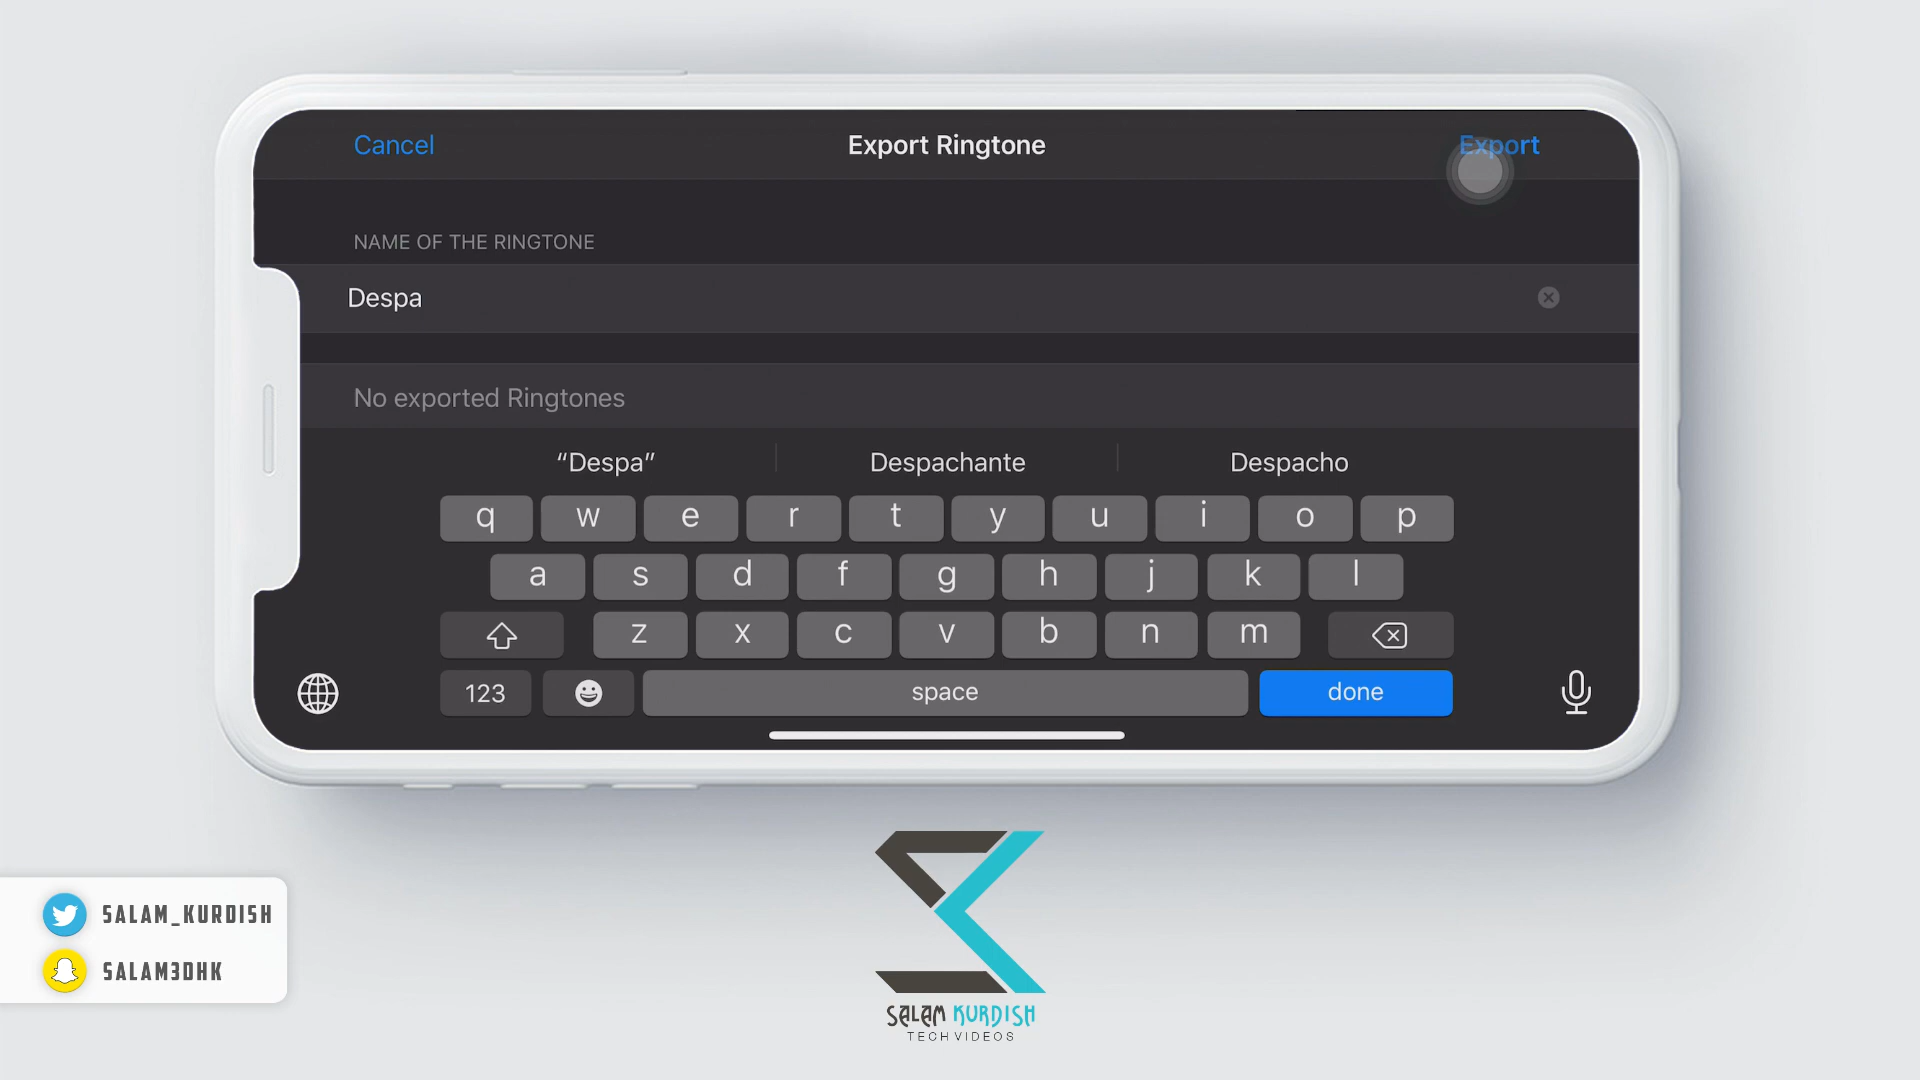 Cancel
Export Ringtone
Export
NAME OF THE RINGTONE
Despa
No exported Ringtones
“Despa”
Despachante
Despacho
q w e r t y u i o p
a s d f g h j k l
z x c v b n m
123
space
done
SALAM_KURDISH
SALAM3DHK
SALAM KURDISH
TECH VIDEOS